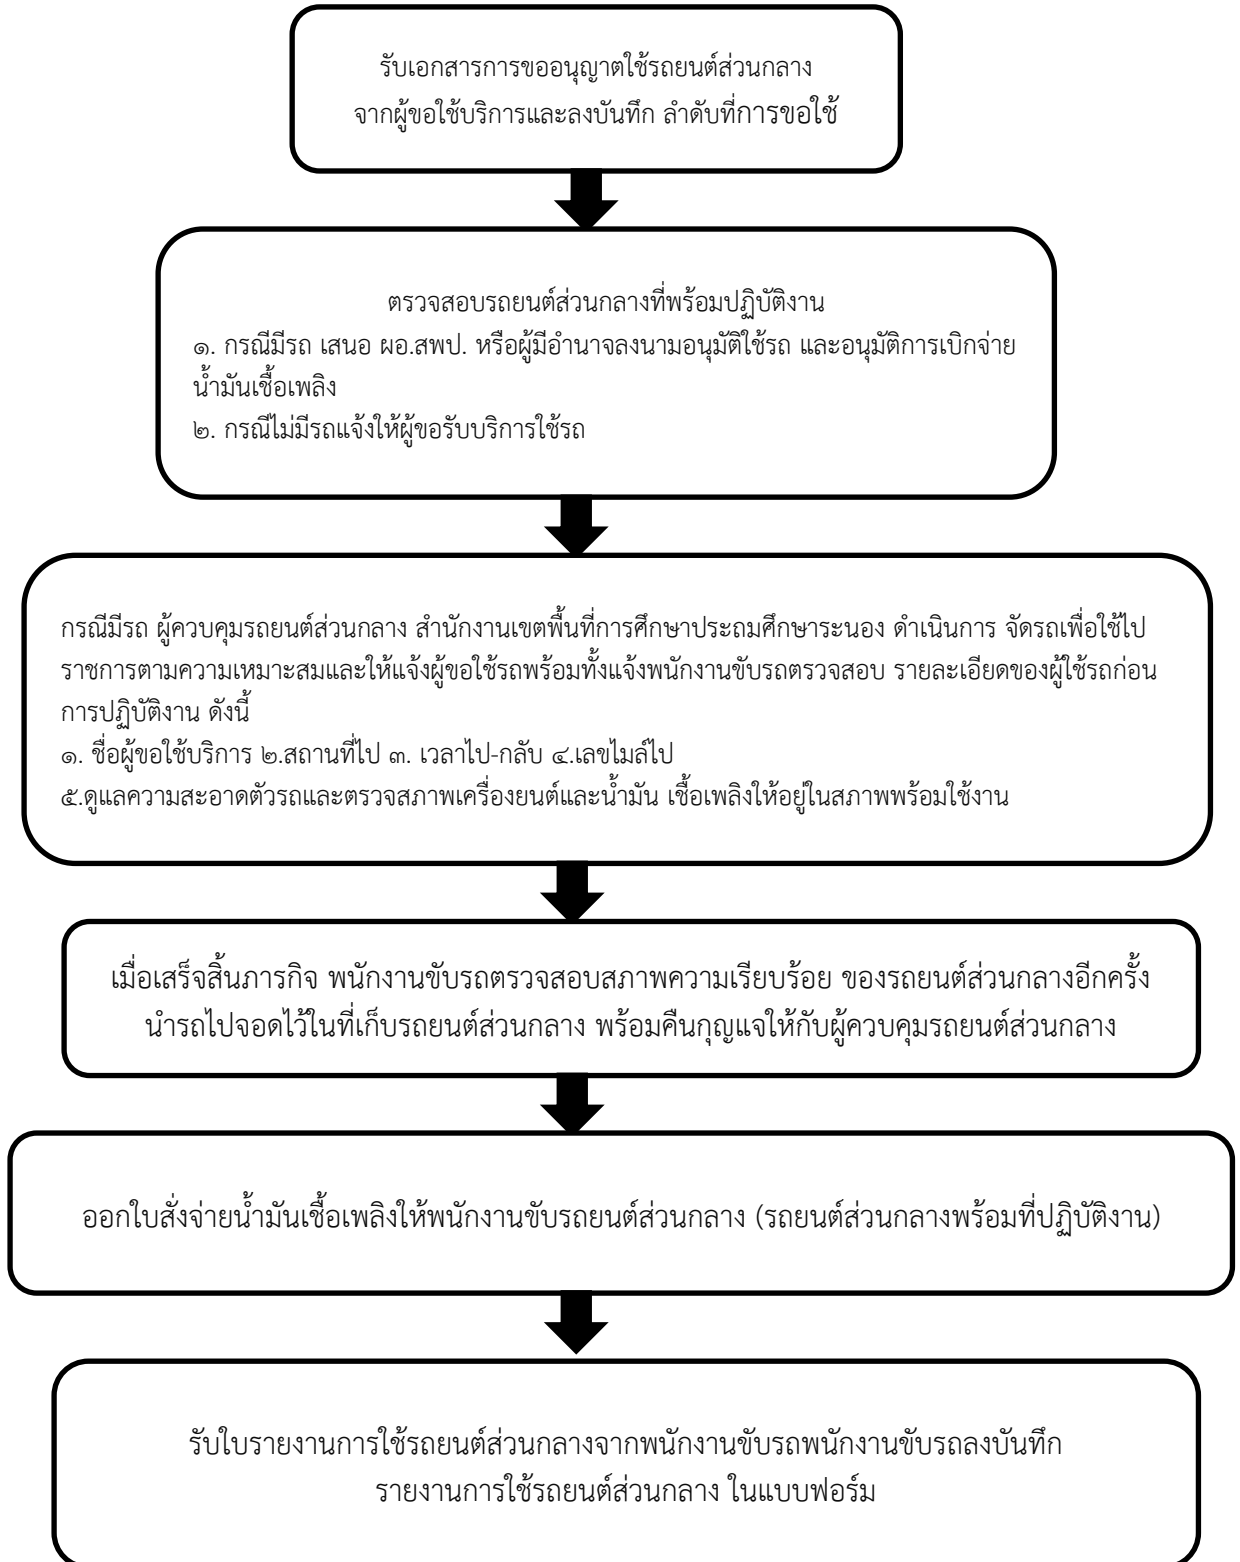 รับเอกสารการขออนุญาตใช้รถยนต์ส่วนกลาง
จากผู้ขอใช้บริการและลงบันทึก ลำดับที่การขอใช้
ตรวจสอบรถยนต์ส่วนกลางที่พร้อมปฏิบัติงาน
๑. กรณีมีรถ เสนอ ผอ.สพป. หรือผู้มีอำนาจลงนามอนุมัติใช้รถ และอนุมัติการเบิกจ่าย
น้ำมันเชื้อเพลิง
๒. กรณีไม่มีรถแจ้งให้ผู้ขอรับบริการใช้รถ
กรณีมีรถ ผู้ควบคุมรถยนต์ส่วนกลาง สำนักงานเขตพื้นที่การศึกษาประถมศึกษาระนอง ดำเนินการ จัดรถเพื่อใช้ไป
ราชการตามความเหมาะสมและให้แจ้งผู้ขอใช้รถพร้อมทั้งแจ้งพนักงานขับรถตรวจสอบ รายละเอียดของผู้ใช้รถก่อน
การปฏิบัติงาน ดังนี้
๑. ชื่อผู้ขอใช้บริการ ๒.สถานที่ไป ๓. เวลาไป-กลับ ๔.เลขไมล์ไป
๕.ดูแลความสะอาดตัวรถและตรวจสภาพเครื่องยนต์และน้ำมัน เชื้อเพลิงให้อยู่ในสภาพพร้อมใช้งาน
เมื่อเสร็จสิ้นภารกิจ พนักงานขับรถตรวจสอบสภาพความเรียบร้อย ของรถยนต์ส่วนกลางอีกครั้ง
นำรถไปจอดไว้ในที่เก็บรถยนต์ส่วนกลาง พร้อมคืนกุญแจให้กับผู้ควบคุมรถยนต์ส่วนกลาง
ออกใบสั่งจ่ายน้ำมันเชื้อเพลิงให้พนักงานขับรถยนต์ส่วนกลาง (รถยนต์ส่วนกลางพร้อมที่ปฏิบัติงาน)
รับใบรายงานการใช้รถยนต์ส่วนกลางจากพนักงานขับรถพนักงานขับรถลงบันทึก
รายงานการใช้รถยนต์ส่วนกลาง ในแบบฟอร์ม